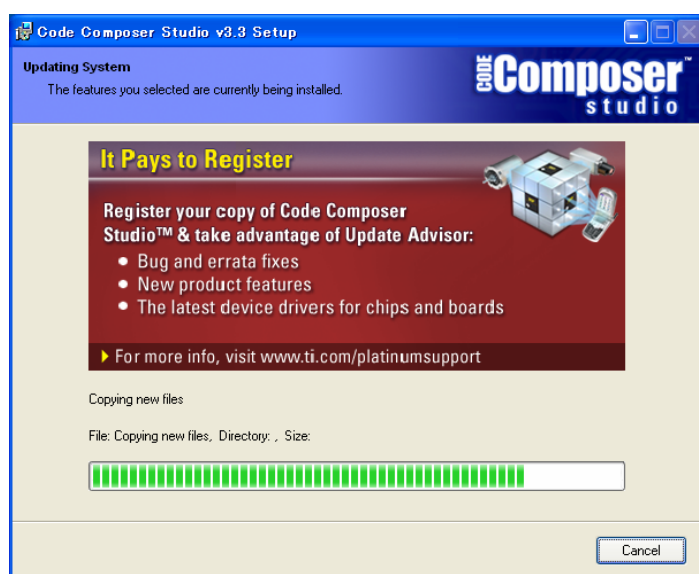 Code Composer Studio v3.3 Setup
Updating System
The features you selected are currently being installed.
CODE Composer™
studio
It Pays to Register
Register your copy of Code Composer
Studio™ & take advantage of Update Advisor:
• Bug and errata fixes
• New product features
• The latest device drivers for chips and boards
For more info, visit www.ti.com/platinumsupport
Copying new files
File: Copying new files, Directory: , Size:
Cancel